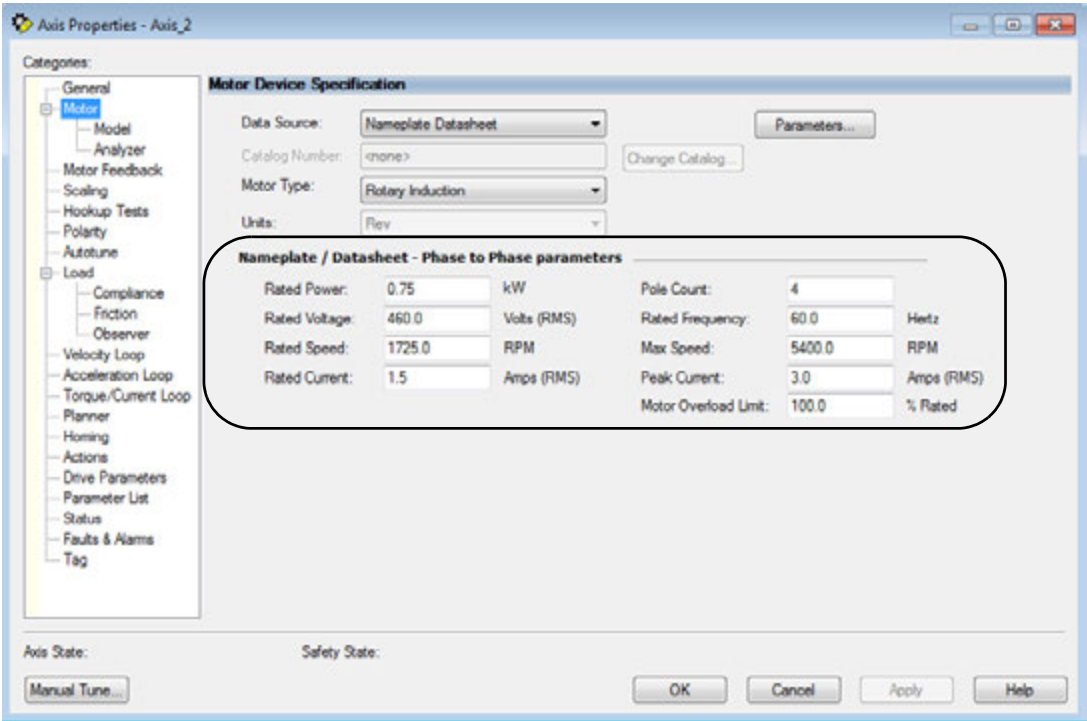 Axis Properties - Axis_2
Categories:
General
Motor
Model
Analyzer
Motor Feedback
Scaling
Hookup Tests
Polarity
Autotune
Load
Compliance
Friction
Observer
Velocity Loop
Acceleration Loop
Torque/Current Loop
Planner
Homing
Actions
Drive Parameters
Parameter List
Status
Faults & Alarms
Tag
Motor Device Specification
Data Source: Nameplate Datasheet Parameters...
Catalog Number: <none> Change Catalog...
Motor Type: Rotary Induction
Units: Rev
Nameplate / Datasheet - Phase to Phase parameters
Rated Power: 0.75 kW Pole Count: 4
Rated Voltage: 460.0 Volts (RMS) Rated Frequency: 60.0 Hertz
Rated Speed: 1725.0 RPM Max Speed: 5400.0 RPM
Rated Current: 1.5 Amps (RMS) Peak Current: 3.0 Amps (RMS)
Motor Overload Limit: 100.0 % Rated
Axis State: Safety State:
Manual Tune... OK Cancel Apply Help